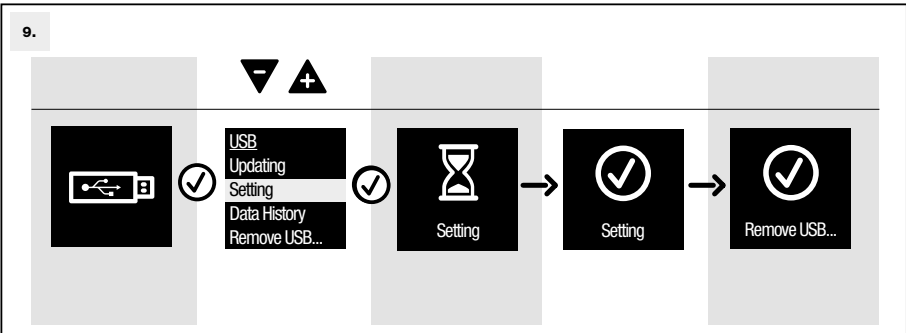 9.
USB
Updating
Setting
Data History
Remove USB...
Setting
Setting
Remove USB...